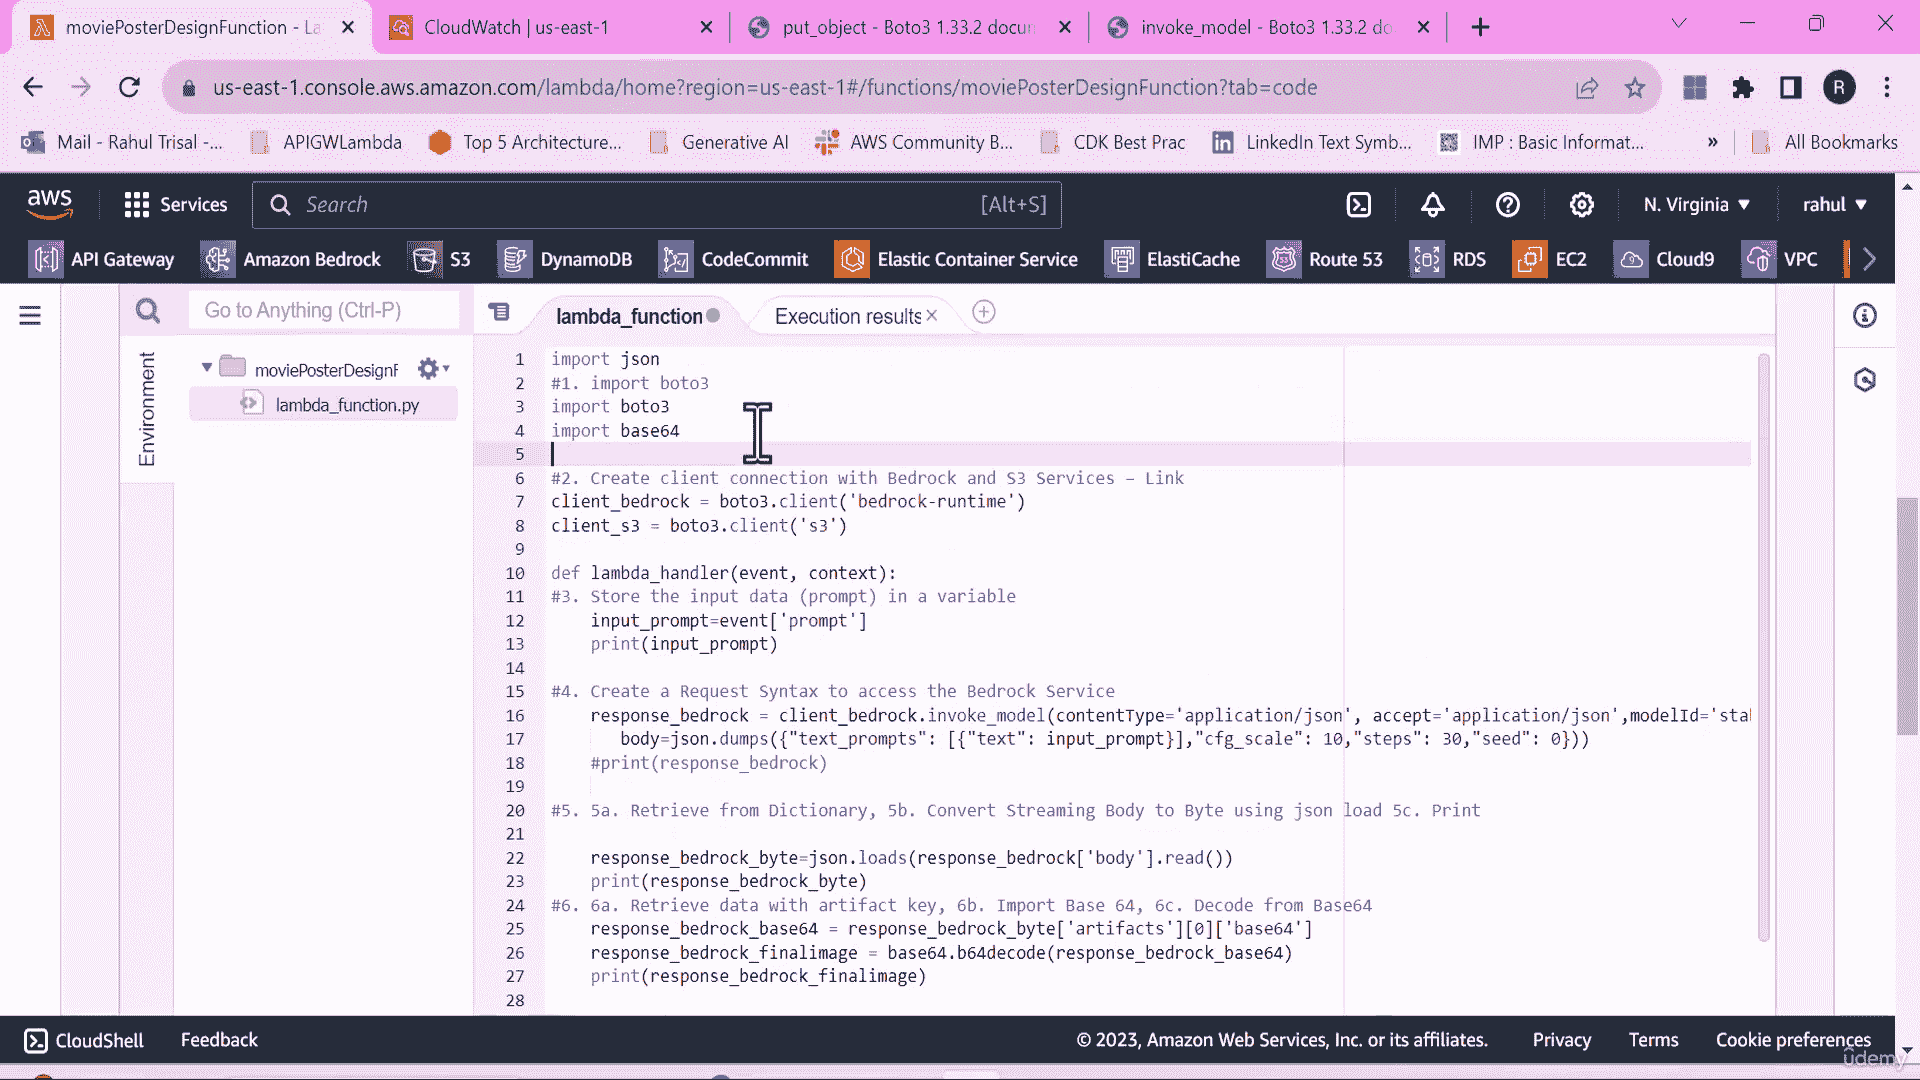 moviePosterDesignFunction - La
CloudWatch | us-east-1
put_object - Boto3 1.33.2 docun
invoke_model - Boto3 1.33.2 do
us-east-1.console.aws.amazon.com/lambda/home?region=us-east-1#/functions/moviePosterDesignFunction?tab=code
R
Mail - Rahul Trisal -...
APIGWLambda
Top 5 Architecture...
Generative AI
AWS Community B...
CDK Best Prac
LinkedIn Text Symb...
IMP : Basic Informat...
»
All Bookmarks
aws
Services
Search
[Alt+S]
N. Virginia
rahul
API Gateway
Amazon Bedrock
S3
DynamoDB
CodeCommit
Elastic Container Service
ElastiCache
Route 53
RDS
EC2
Cloud9
VPC
Go to Anything (Ctrl-P)
lambda_function
Execution results
Environment
moviePosterDesignF
lambda_function.py
1 import json
2 #1. import boto3
3 import boto3
4 import base64
5
6 #2. Create client connection with Bedrock and S3 Services – Link
7 client_bedrock = boto3.client('bedrock-runtime')
8 client_s3 = boto3.client('s3')
9
10 def lambda_handler(event, context):
11 #3. Store the input data (prompt) in a variable
12 input_prompt=event['prompt']
13 print(input_prompt)
14
15 #4. Create a Request Syntax to access the Bedrock Service
16 response_bedrock = client_bedrock.invoke_model(contentType='application/json', accept='application/json',modelId='stal
17 body=json.dumps({"text_prompts": [{"text": input_prompt}],"cfg_scale": 10,"steps": 30,"seed": 0}))
18 #print(response_bedrock)
19
20 #5. 5a. Retrieve from Dictionary, 5b. Convert Streaming Body to Byte using json load 5c. Print
21
22 response_bedrock_byte=json.loads(response_bedrock['body'].read())
23 print(response_bedrock_byte)
24 #6. 6a. Retrieve data with artifact key, 6b. Import Base 64, 6c. Decode from Base64
25 response_bedrock_base64 = response_bedrock_byte['artifacts'][0]['base64']
26 response_bedrock_finalimage = base64.b64decode(response_bedrock_base64)
27 print(response_bedrock_finalimage)
28
CloudShell
Feedback
© 2023, Amazon Web Services, Inc. or its affiliates.
Privacy
Terms
Cookie preferences
ûdemy